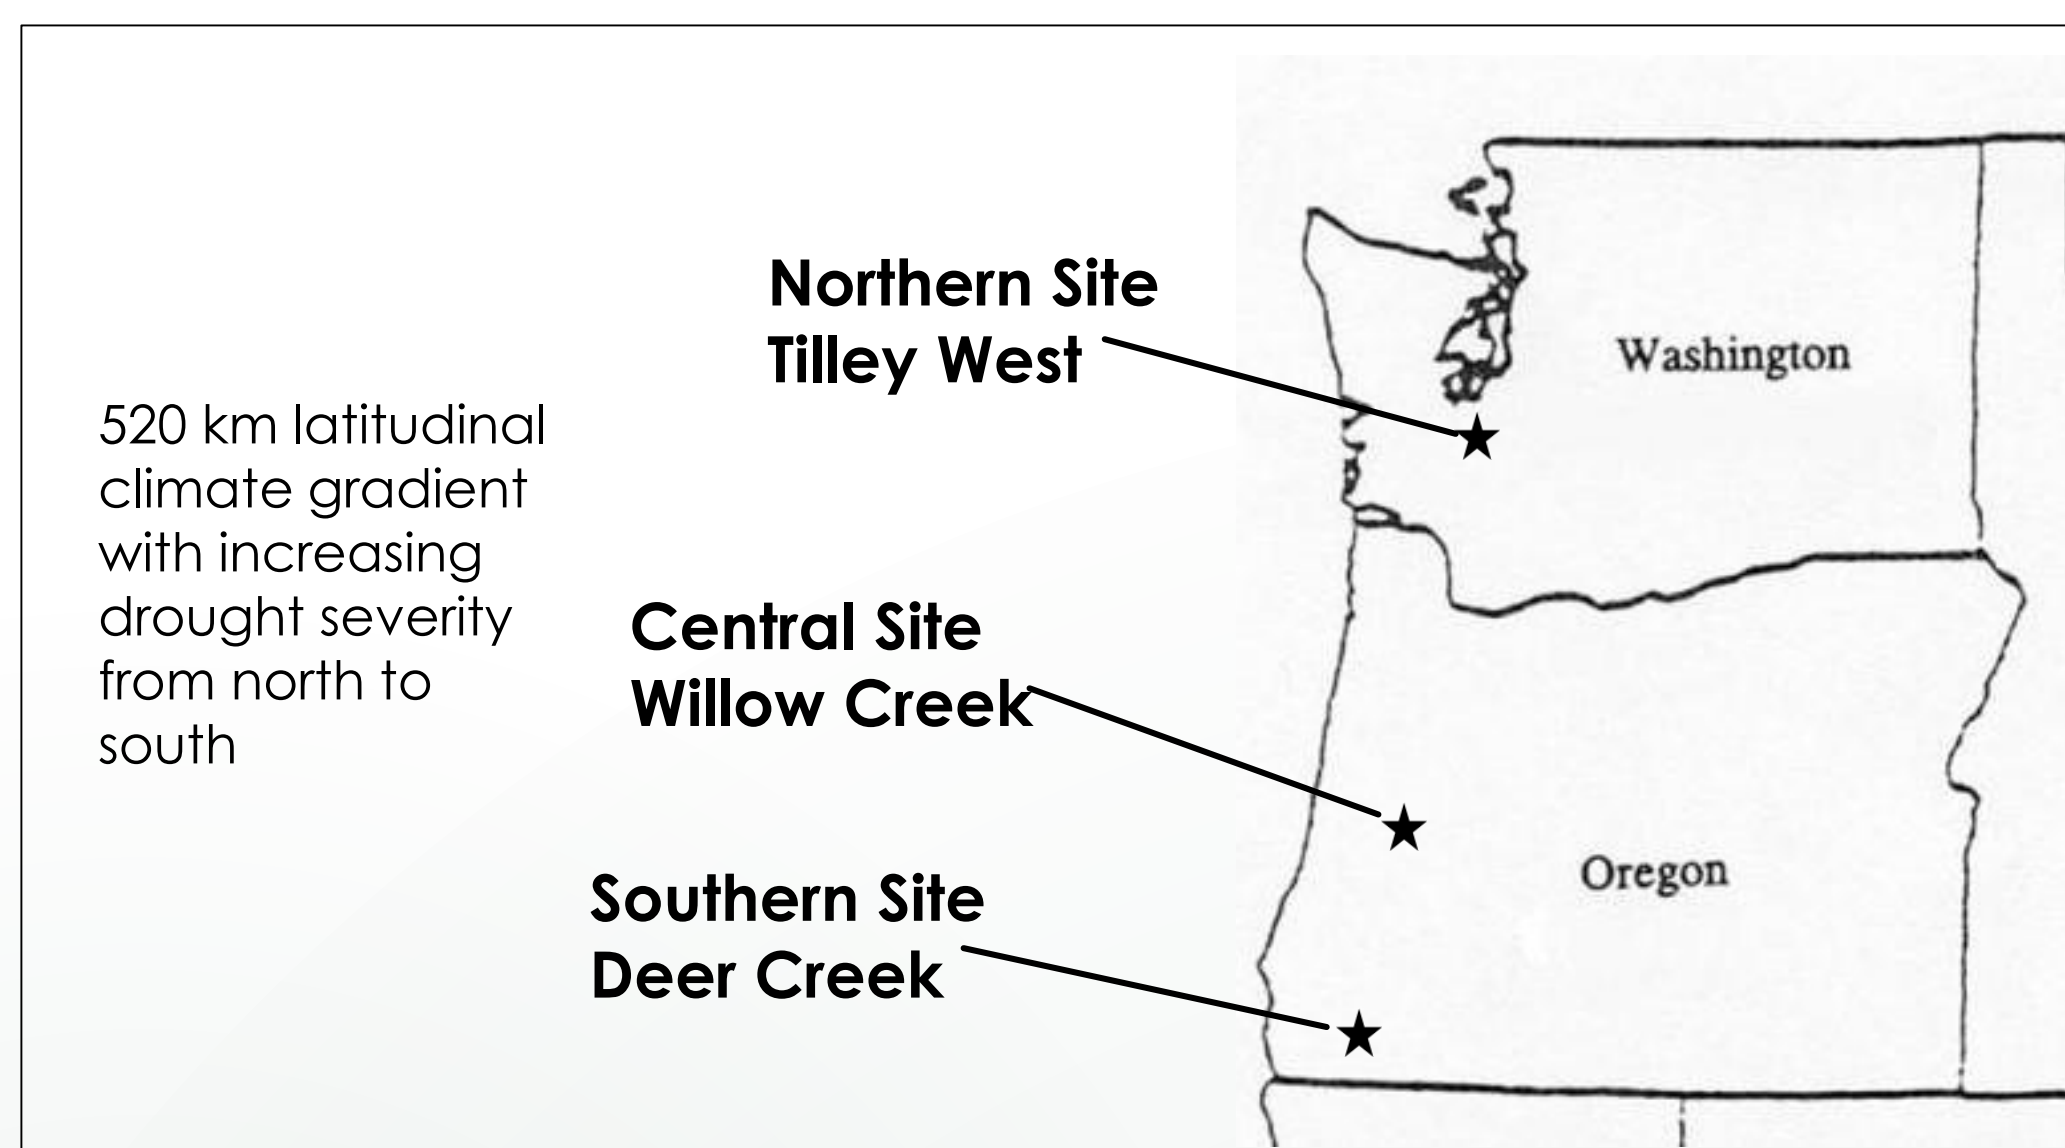 Northern Site
Tilley West
Washington
520 km latitudinal
climate gradient
with increasing
drought severity
from north to
south
Central Site
Willow Creek
Oregon
Southern Site
Deer Creek